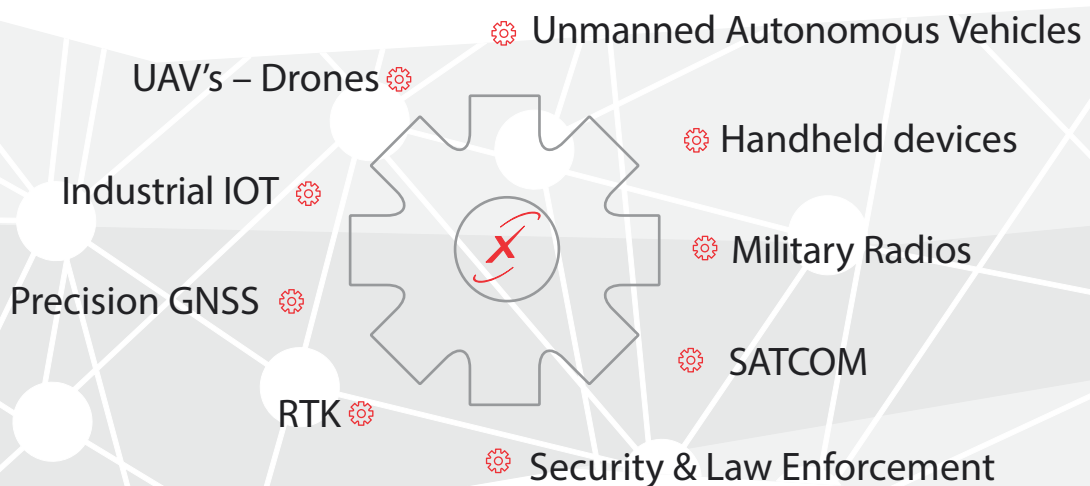 Unmanned Autonomous Vehicles
UAV's – Drones
Handheld devices
Industrial IOT
Military Radios
Precision GNSS
SATCOM
RTK
Security & Law Enforcement
X